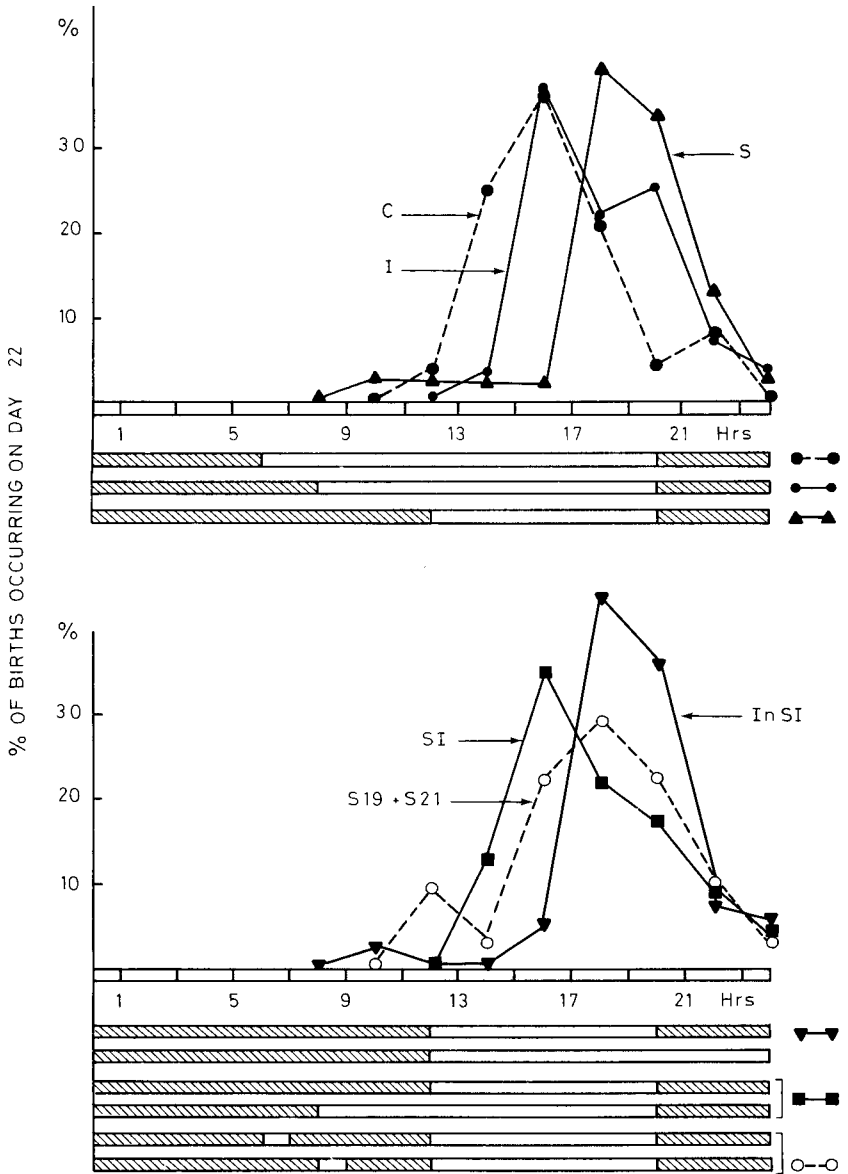 %
30
20
10
C
I
S
1 5 9 13 17 21 Hrs
% OF BIRTHS OCCURRING ON DAY 22
%
30
20
10
SI
S19 + S21
In SI
1 5 9 13 17 21 Hrs